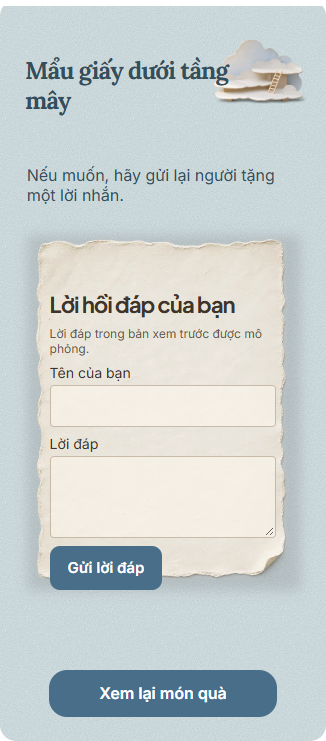 Mẩu giấy dưới tầng
mây
Nếu muốn, hãy gửi lại người tặng
một lời nhắn.
Lời hồi đáp của bạn
Lời đáp trong bản xem trước được mô
phỏng.
Tên của bạn
Lời đáp
Gửi lời đáp
Xem lại món quà